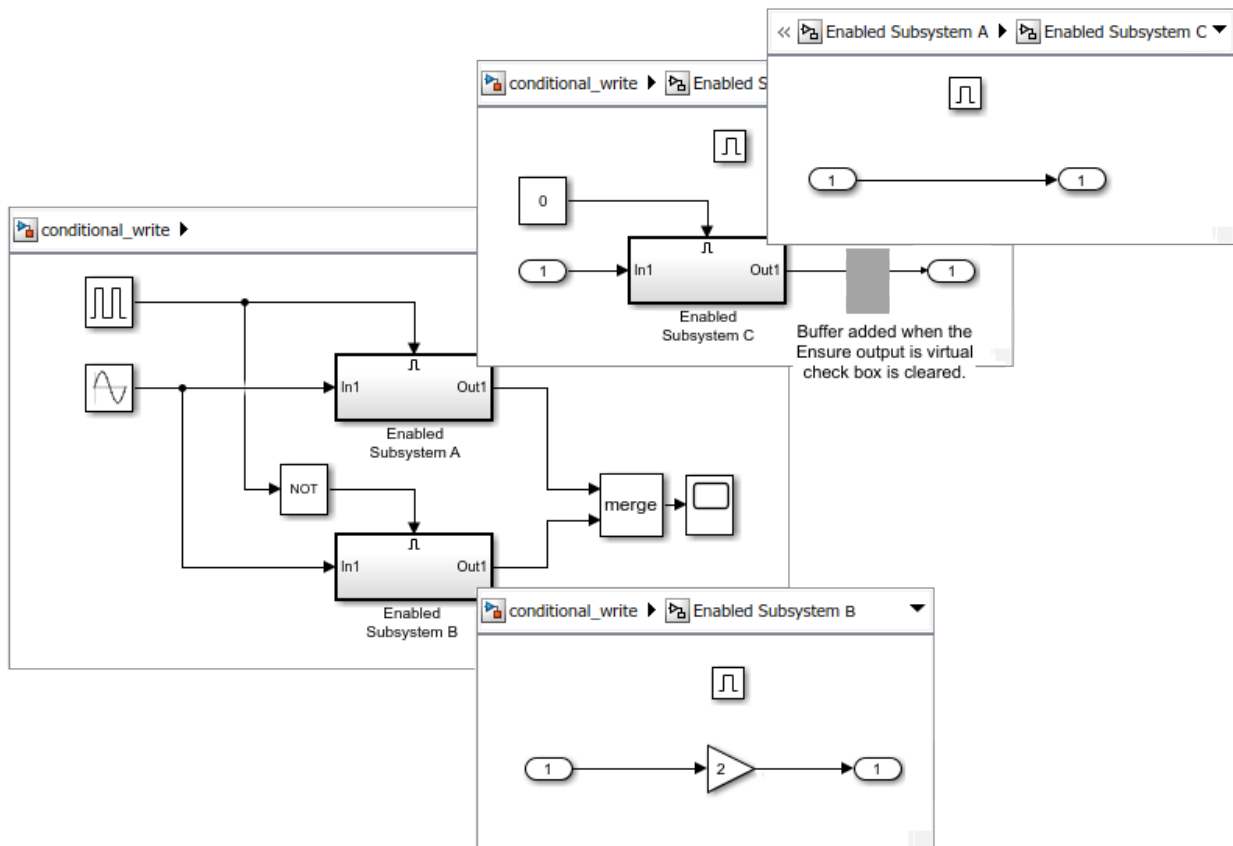 Enabled Subsystem A Enabled Subsystem C
1 1
conditional_write Enabled S
0
1 In1 Out1 1
Enabled
Subsystem C
Buffer added when the
Ensure output is virtual
check box is cleared.
conditional_write
In1 Out1
Enabled
Subsystem A
NOT
merge
In1 Out1
Enabled
Subsystem B
conditional_write Enabled Subsystem B
1 2 1